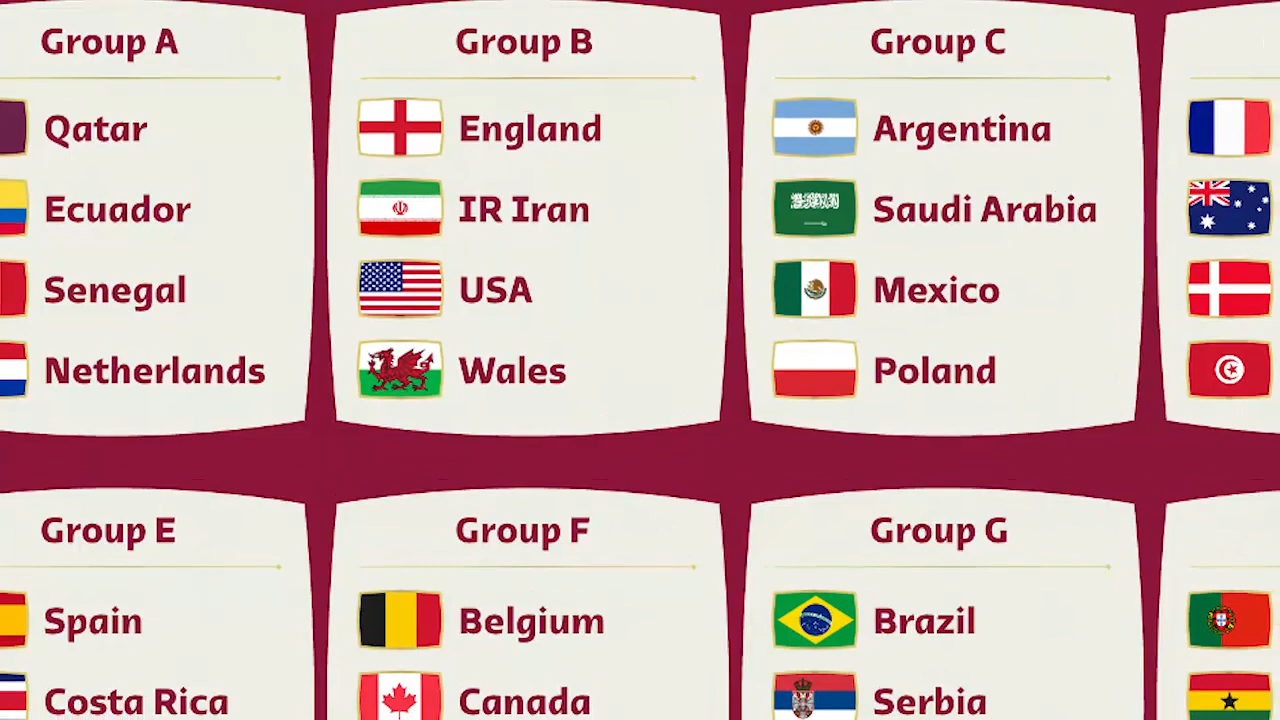 Group A
Qatar
Ecuador
Senegal
Netherlands
Group B
England
IR Iran
USA
Wales
Group C
Argentina
Saudi Arabia
Mexico
Poland
Group E
Spain
Costa Rica
Group F
Belgium
Canada
Group G
Brazil
Serbia